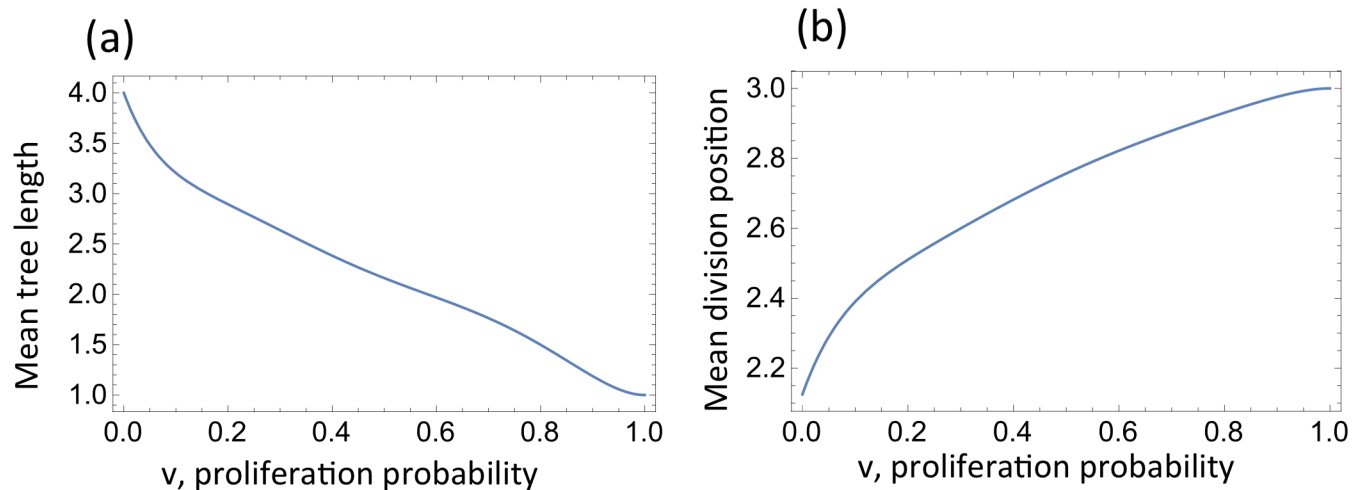 (a)
Mean tree length
4.0
3.5
3.0
2.5
2.0
1.5
1.0
0.0 0.2 0.4 0.6 0.8 1.0
v, proliferation probability
(b)
Mean division position
3.0
2.8
2.6
2.4
2.2
0.0 0.2 0.4 0.6 0.8 1.0
v, proliferation probability